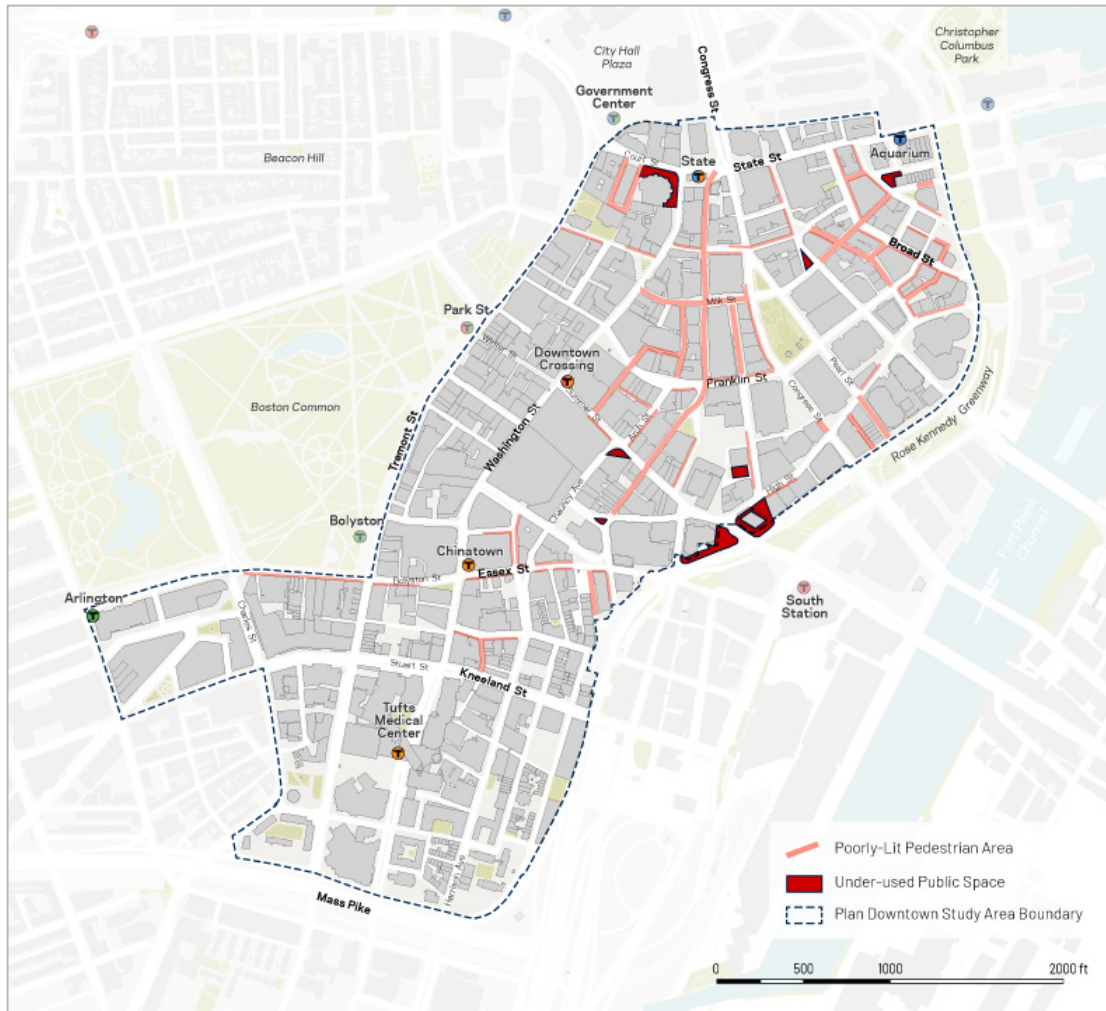 Christopher
Columbus
Park
City Hall
Plaza
Congress St
Government
Center
Beacon Hill
Court St
State
State St
Aquarium
Broad St
Park St
Milk St
Winter St
Downtown
Crossing
Franklin St
Pearl St
Congress St
Boston Common
Tremont St
Washington St
Summer St
Arch St
Rose Kennedy Greenway
Chauncy Ave
High St
Fort Point
Channel
Bolyston
Chinatown
Essex St
Boylston St
Arlington
Charles St
South
Station
Stuart St
Kneeland St
Tufts
Medical
Center
Harrison Ave
Mass Pike
Poorly-Lit Pedestrian Area
Under-used Public Space
Plan Downtown Study Area Boundary
0 500 1000 2000 ft